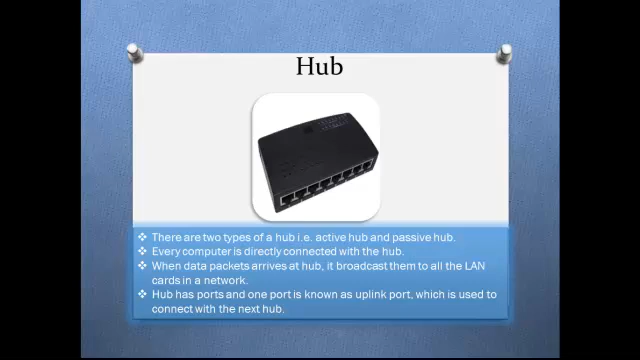 Hub
❖ There are two types of a hub i.e. active hub and passive hub.
❖ Every computer is directly connected with the hub.
❖ When data packets arrives at hub, it broadcast them to all the LAN
cards in a network.
❖ Hub has ports and one port is known as uplink port, which is used to
connect with the next hub.